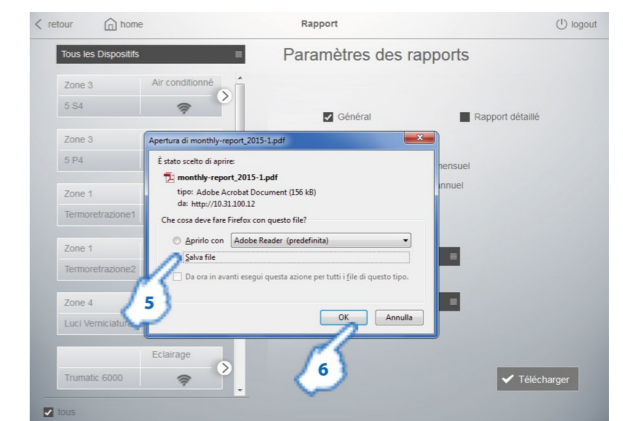 retour home Rapport logout
Tous les Dispositifs
Paramètres des rapports
Zone 3 Air conditionné
5 S4
Général Rapport détaillé
Zone 3
5 P4
Zone 1
Termoretrazione1
Zone 1
Termoretrazione2
Zone 4
Luci Verniciatura
Eclairage
Trumatic 6000
tous
Apertura di monthly-report_2015-1.pdf
È stato scelto di aprire:
monthly-report_2015-1.pdf
tipo: Adobe Acrobat Document (156 kB)
da: http://10.31.100.12
Che cosa deve fare Firefox con questo file?
Aprirlo con Adobe Reader (predefinita)
Salva file
Da ora in avanti esegui questa azione per tutti i file di questo tipo.
OK Annulla
5
6
Télécharger